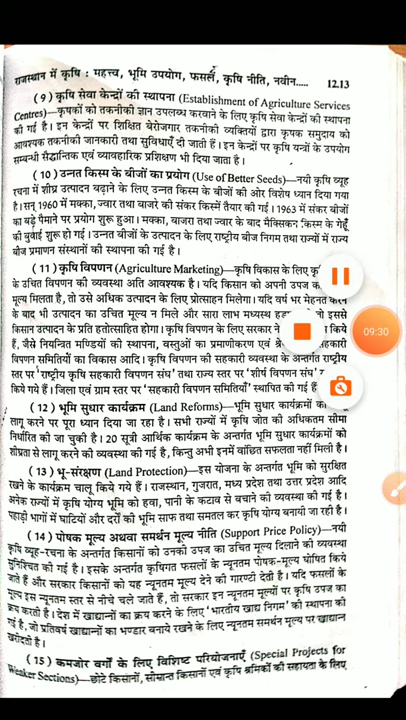 राजस्थान में कृषि : महत्त्व, भूमि उपयोग, फसलें, कृषि नीति, नवीन..... 12.13
(9) कृषि सेवा केन्द्रों की स्थापना (Establishment of Agriculture Services
Centres)—कृषकों को तकनीकी ज्ञान उपलब्ध करवाने के लिए कृषि सेवा केन्द्रों की स्थापना
की गई है। इन केन्द्रों पर शिक्षित बेरोजगार तकनीकी व्यक्तियों द्वारा कृषक समुदाय को
आवश्यक तकनीकी जानकारी तथा सुविधाएँ दी जाती हैं। इन केन्द्रों पर कृषि यन्त्रों के उपयोग
सम्बन्धी सैद्धान्तिक एवं व्यावहारिक प्रशिक्षण भी दिया जाता है।
(10) उन्नत किस्म के बीजों का प्रयोग (Use of Better Seeds)—नयी कृषि व्यूह
रचना में शीघ्र उत्पादन बढ़ाने के लिए उन्नत किस्म के बीजों की ओर विशेष ध्यान दिया गया
है। सन् 1960 में मक्का, ज्वार तथा बाजरे की संकर किस्में तैयार की गई। 1963 में संकर बीजों
का बड़े पैमाने पर प्रयोग शुरू हुआ। मक्का, बाजरा तथा ज्वार के बाद मैक्सिकन किस्म के गेहूँ
की बुवाई शुरू हो गई। उन्नत बीजों के उत्पादन के लिए राष्ट्रीय बीज निगम तथा राज्यों में राज्य
बीज प्रमाणन संस्थानों की स्थापना की गई है।
(11) कृषि विपणन (Agriculture Marketing)—कृषि विकास के लिए
के उचित विपणन की व्यवस्था अति आवश्यक है। यदि किसान को अपनी उपज
मूल्य मिलता है, तो उसे अधिक उत्पादन के लिए प्रोत्साहन मिलेगा। यदि वर्ष भर मेहनत करने
के बाद भी उत्पादन का उचित मूल्य न मिले और सारा लाभ मध्यस्थ इससे
किसान उत्पादन के प्रति हतोत्साहित होगा। कृषि विपणन के लिए सरकार ने किये
हैं, जैसे नियन्त्रित मण्डियों की स्थापना, वस्तुओं का प्रमाणीकरण एवं
विपणन समितियों का विकास आदि। कृषि विपणन की सहकारी व्यवस्था के अन्तर्गत राष्ट्रीय
स्तर पर 'राष्ट्रीय कृषि सहकारी विपणन संघ' तथा राज्य स्तर पर 'शीर्ष विपणन संघ'
किये गये हैं। जिला एवं ग्राम स्तर पर 'सहकारी विपणन समितियाँ' स्थापित की गई हैं
(12) भूमि सुधार कार्यक्रम (Land Reforms)—भूमि सुधार कार्यक्रमों
लागू करने पर पूरा ध्यान दिया जा रहा है। सभी राज्यों में कृषि जोत की अधिकतम सीमा
निर्धारित की जा चुकी है। 20 सूत्री आर्थिक कार्यक्रम के अन्तर्गत भूमि सुधार कार्यक्रमों को
शीघ्रता से लागू करने की व्यवस्था की गई है, किन्तु अभी इनमें वांछित सफलता नहीं मिली है।
(13) भू-संरक्षण (Land Protection)—इस योजना के अन्तर्गत भूमि को सुरक्षित
रखने के कार्यक्रम चालू किये गये हैं। राजस्थान, गुजरात, मध्य प्रदेश तथा उत्तर प्रदेश आदि
अनेक राज्यों में कृषि योग्य भूमि को हवा, पानी के कटाव से बचाने की व्यवस्था की गई है।
पहाड़ी भागों में घाटियों और दर्रों की भूमि साफ तथा समतल कर कृषि योग्य बनायी जा रही है।
(14) पोषक मूल्य अथवा समर्थन मूल्य नीति (Support Price Policy)—नयी
कृषि व्यूह-रचना के अन्तर्गत किसानों को उनकी उपज का उचित मूल्य दिलाने की व्यवस्था
सुनिश्चित की गई है। इसके अन्तर्गत कृषिगत फसलों के न्यूनतम पोषक-मूल्य घोषित किये
जाते हैं और सरकार किसानों को यह न्यूनतम मूल्य देने की गारण्टी देती है। यदि फसलों के
मूल्य इस न्यूनतम स्तर से नीचे चले जाते हैं, तो सरकार इन न्यूनतम मूल्यों पर कृषि उपज का
क्रय करती है। देश में खाद्यान्नों का क्रय करने के लिए 'भारतीय खाद्य निगम' की स्थापना की
गई है, जो प्रतिवर्ष खाद्यान्नों का भण्डार बनाये रखने के लिए न्यूनतम समर्थन मूल्य पर खाद्यान्न
खरीदती है।
(15) कमजोर वर्गों के लिए विशिष्ट परियोजनाएँ (Special Projects for
Weaker Sections)—छोटे किसानों, सीमान्त किसानों एवं कृषि श्रमिकों की सहायता के लिए
09:30